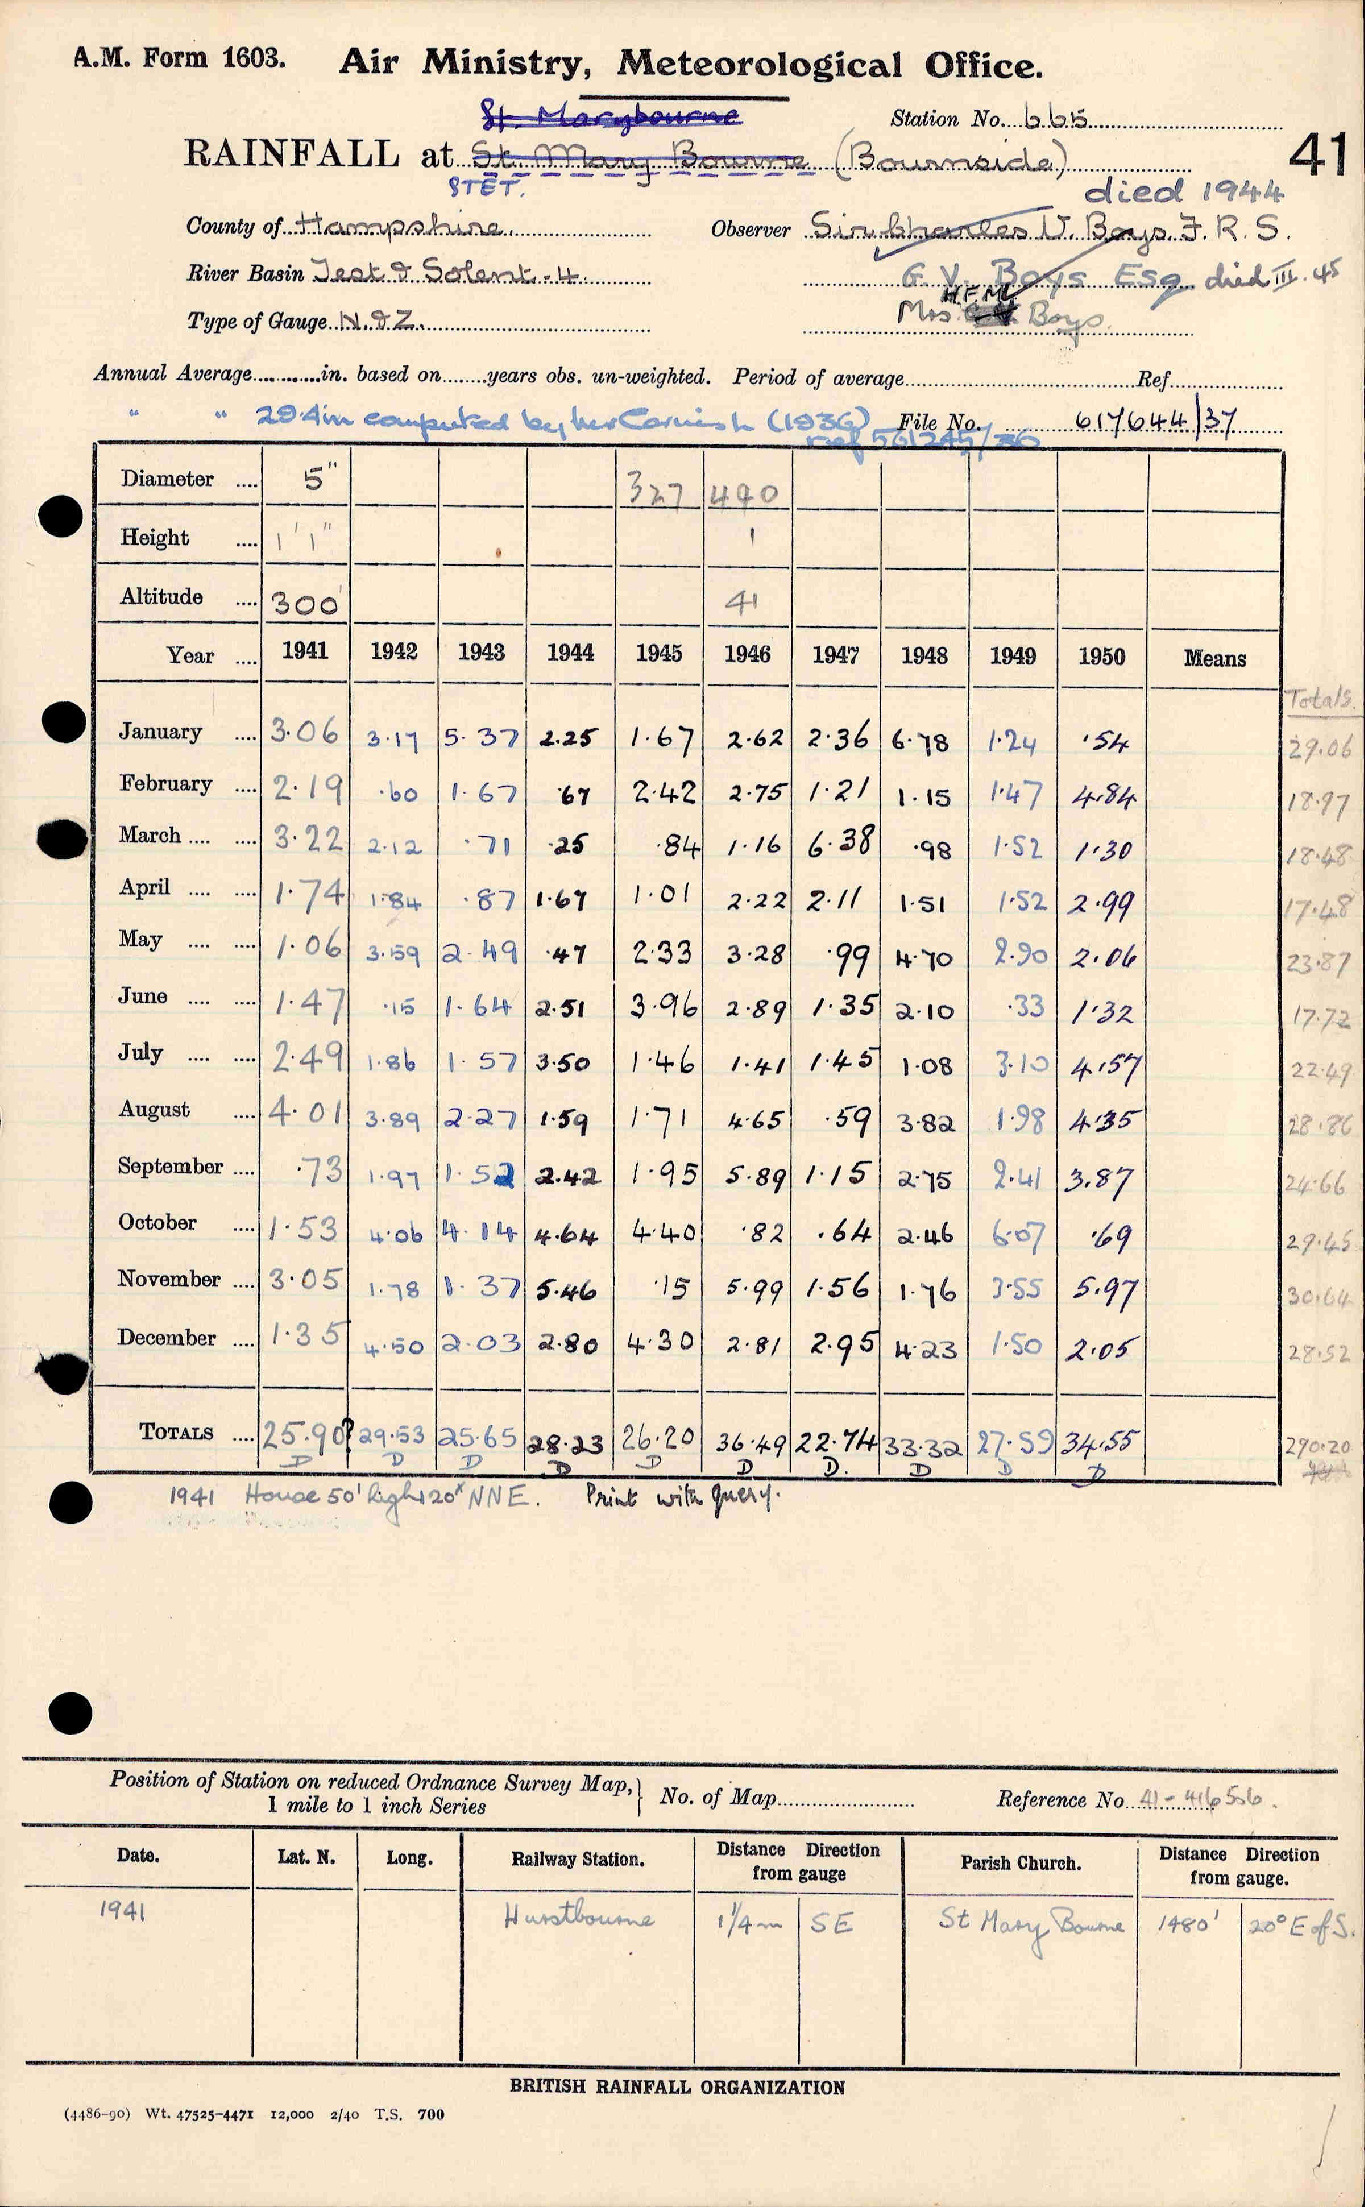 A.M. Form 1603. Air Ministry, Meteorological Office.
St. Marybourne
Station No. 665
RAINFALL at St. Mary Bourne (Bournside) 41
STET.
died 1944
County of Hampshire. Observer Sir Charles V. Boys F.R.S.
River Basin Test & Solent - 4. G. V. Boys Esq died III.45
H.F.M.
Type of Gauge N. & Z. Mrs Boys.
Annual Average............in. based on........years obs. un-weighted. Period of average............Ref............
" " 29.4in computed by (1936) File No. 617644/37
ref 561245/36
Diameter .... 5" 327 490
Height .... 1' 1" 1
Altitude .... 300' 41
Year .... 1941 1942 1943 1944 1945 1946 1947 1948 1949 1950 Means
Totals.
January .... 3.06 3.17 5.37 2.25 1.67 2.62 2.36 6.78 1.24 .54 29.06
February .... 2.19 .60 1.67 .67 2.42 2.75 1.21 1.15 1.47 4.84 18.97
March .... .... 3.22 2.12 .71 .25 .84 1.16 6.38 .98 1.52 1.30 18.48
April .... .... 1.74 1.84 .87 1.67 1.01 2.22 2.11 1.51 1.52 2.99 17.48
May .... .... 1.06 3.59 2.49 .47 2.33 3.28 .99 4.70 2.90 2.06 23.87
June .... .... 1.47 .15 1.64 2.51 3.96 2.89 1.35 2.10 .33 1.32 17.72
July .... .... 2.49 1.86 1.57 3.50 1.46 1.41 1.45 1.08 3.10 4.57 22.49
August .... 4.01 3.89 2.27 1.59 1.71 4.65 .59 3.82 1.98 4.35 28.86
September .... .73 1.97 1.52 2.42 1.95 5.89 1.15 2.75 2.41 3.87 24.66
October .... 1.53 4.06 4.14 4.64 4.40 .82 .64 2.46 6.07 .69 29.45
November .... 3.05 1.78 1.37 5.46 .15 5.99 1.56 1.76 3.55 5.97 30.64
December .... 1.35 4.50 2.03 2.80 4.30 2.81 2.95 4.23 1.50 2.05 28.52
TOTALS .... 25.90? 29.53 25.65 28.23 26.20 36.49 22.74 33.32 27.59 34.55 290.20
D D D D D D D. D D D
1941 House 50' high 120x NNE. Print with query.
Position of Station on reduced Ordnance Survey Map, 1 mile to 1 inch Series } No. of Map............ Reference No. 41-416506.
Date. Lat. N. Long. Railway Station. Distance Direction from gauge Parish Church. Distance Direction from gauge.
1941 Hurstbourne 1 1/4 m SE St Mary Bourne 1480' 20° E of S.
BRITISH RAINFALL ORGANIZATION
(4486-90) Wt. 47525-4471 12,000 2/40 T.S. 700